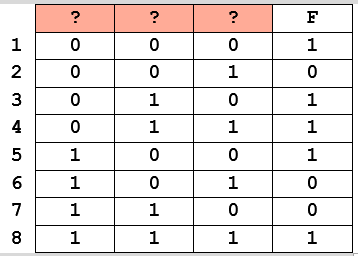 ? ? ? F
1 0 0 0 1
2 0 0 1 0
3 0 1 0 1
4 0 1 1 1
5 1 0 0 1
6 1 0 1 0
7 1 1 0 0
8 1 1 1 1